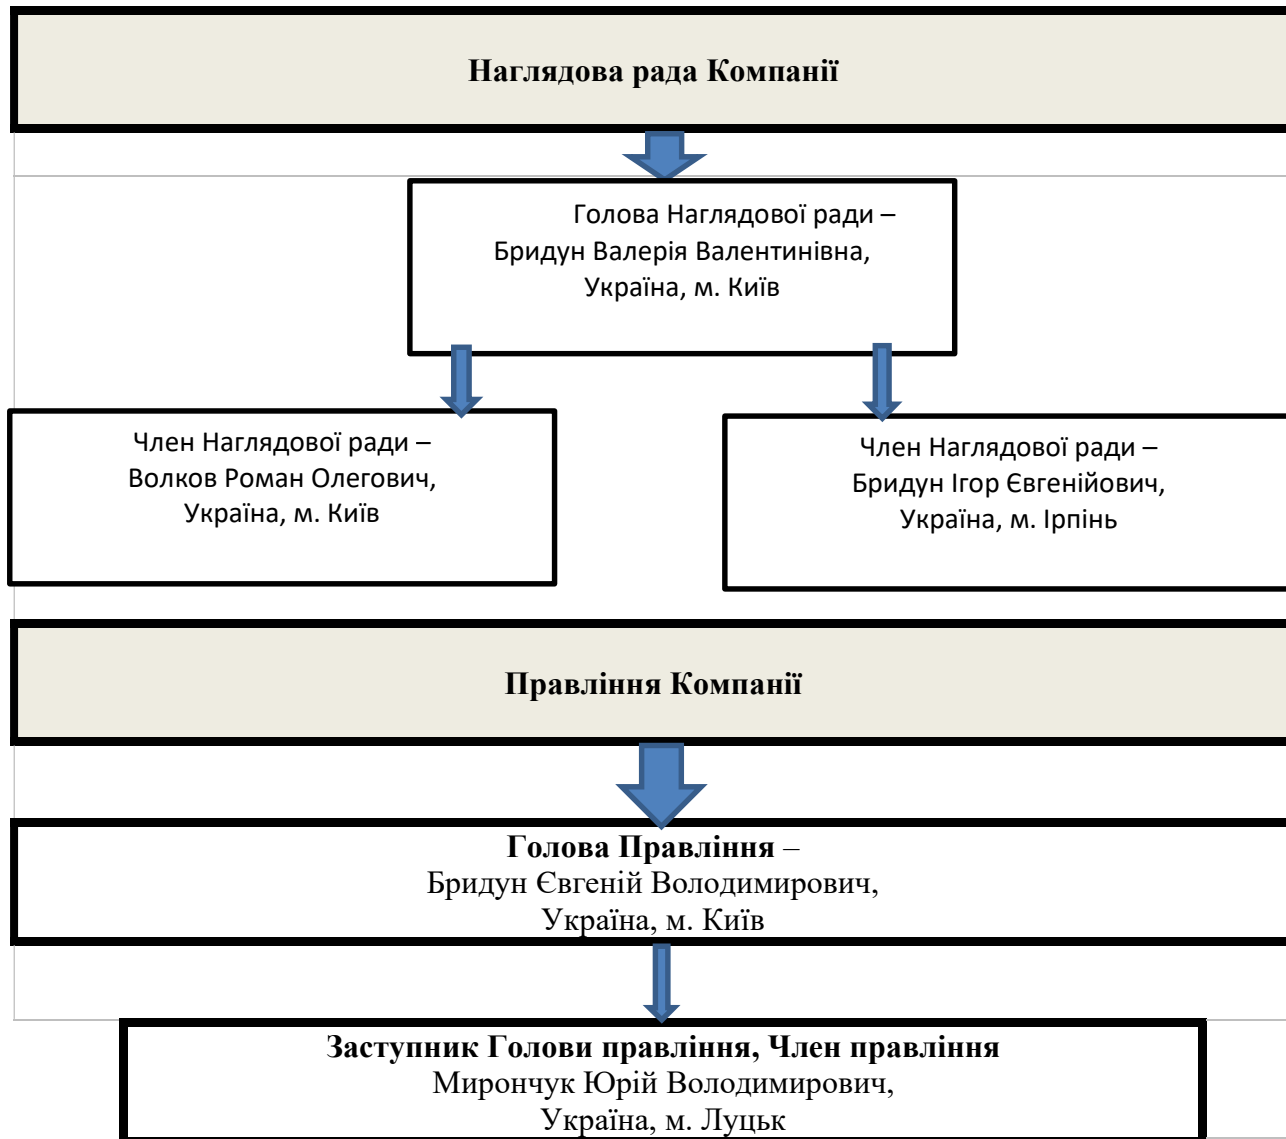 Наглядова рада Компанії
Голова Наглядової ради –
Бридун Валерія Валентинівна,
Україна, м. Київ
Член Наглядової ради –
Волков Роман Олегович,
Україна, м. Київ
Член Наглядової ради –
Бридун Ігор Євгенійович,
Україна, м. Ірпінь
Правління Компанії
Голова Правління –
Бридун Євгеній Володимирович,
Україна, м. Київ
Заступник Голови правління, Член правління
Мирончук Юрій Володимирович,
Україна, м. Луцьк